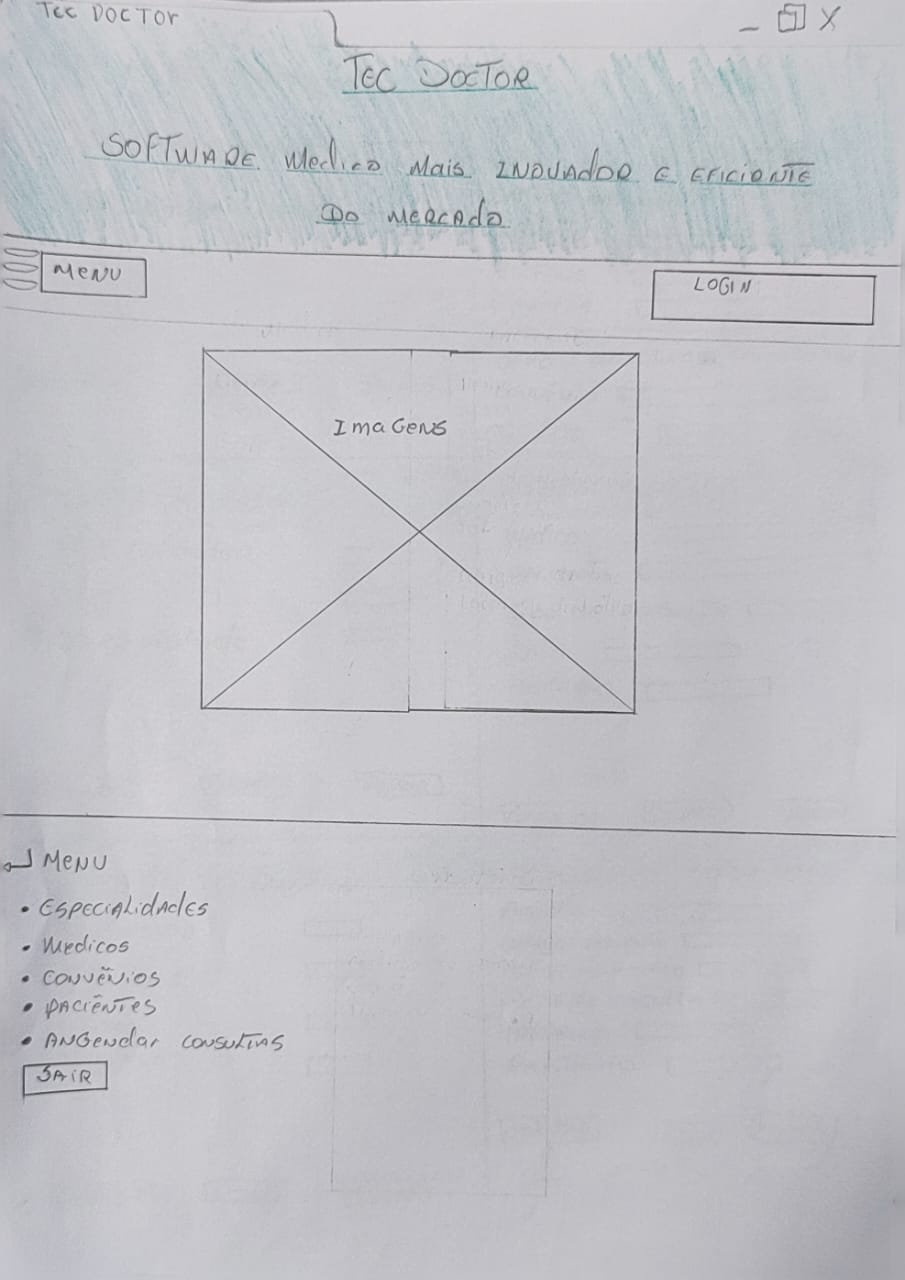 TEC DOCTOR
TEC DOCTOR
SOFTWARE Medico Mais INOVADOR E EFICIENTE
Do MERCADO
MENU
LOGIN
ImaGens
MENU
• ESPECIALidAdES
• Medicos
• CONVÊNiOS
• PACiENTES
• ANGendar CONSULTAS
SAiR